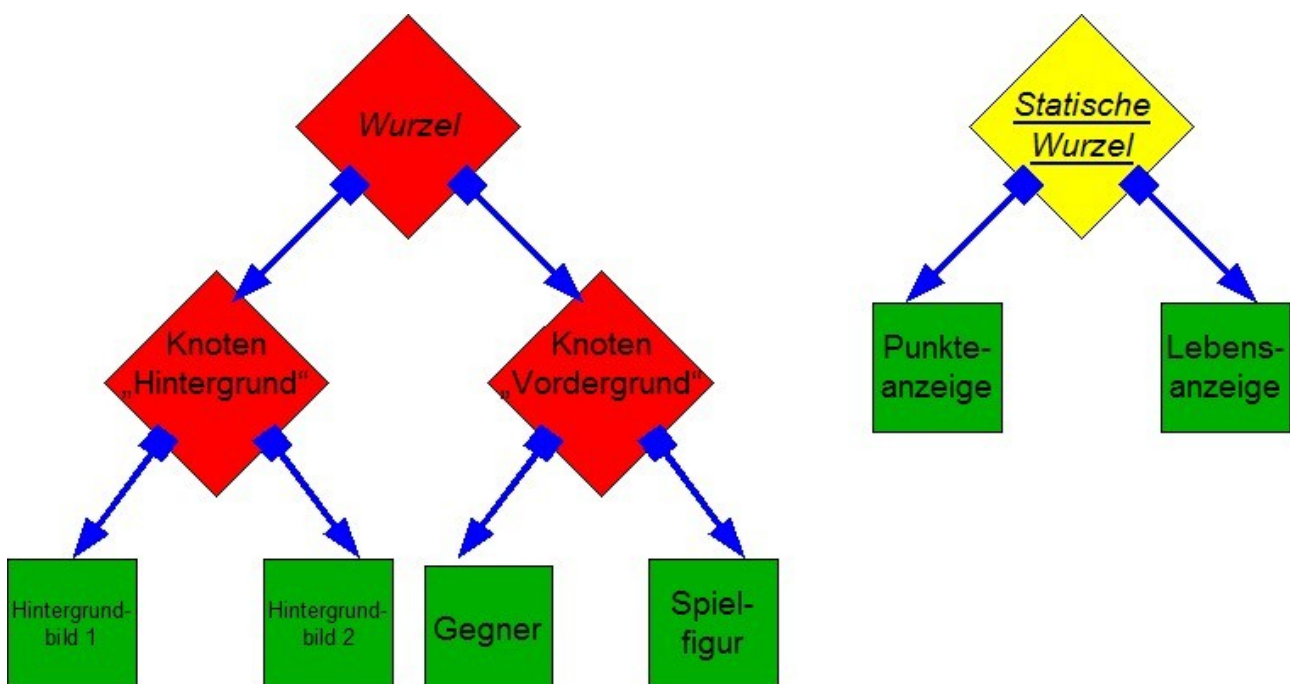 Wurzel
Statische
Wurzel
Knoten
„Hintergrund“
Knoten
„Vordergrund“
Punkte-
anzeige
Lebens-
anzeige
Hintergrund-
bild 1
Hintergrund-
bild 2
Gegner
Spiel-
figur